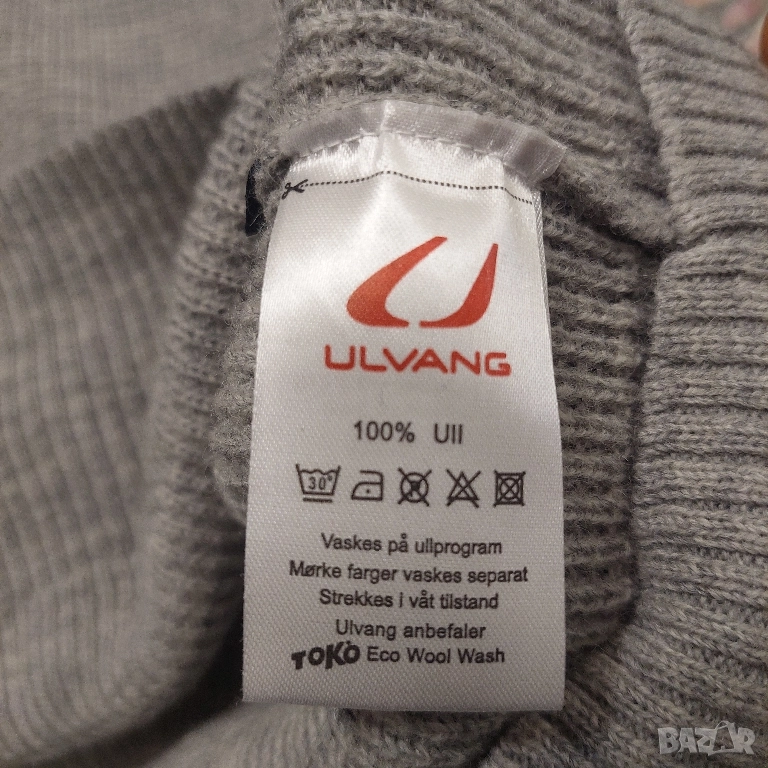 ULVANG
100% Ull
30°
Vaskes på ullprogram
Mørke farger vaskes separat
Strekkes i våt tilstand
Ulvang anbefaler
TOKO Eco Wool Wash
BAZAR